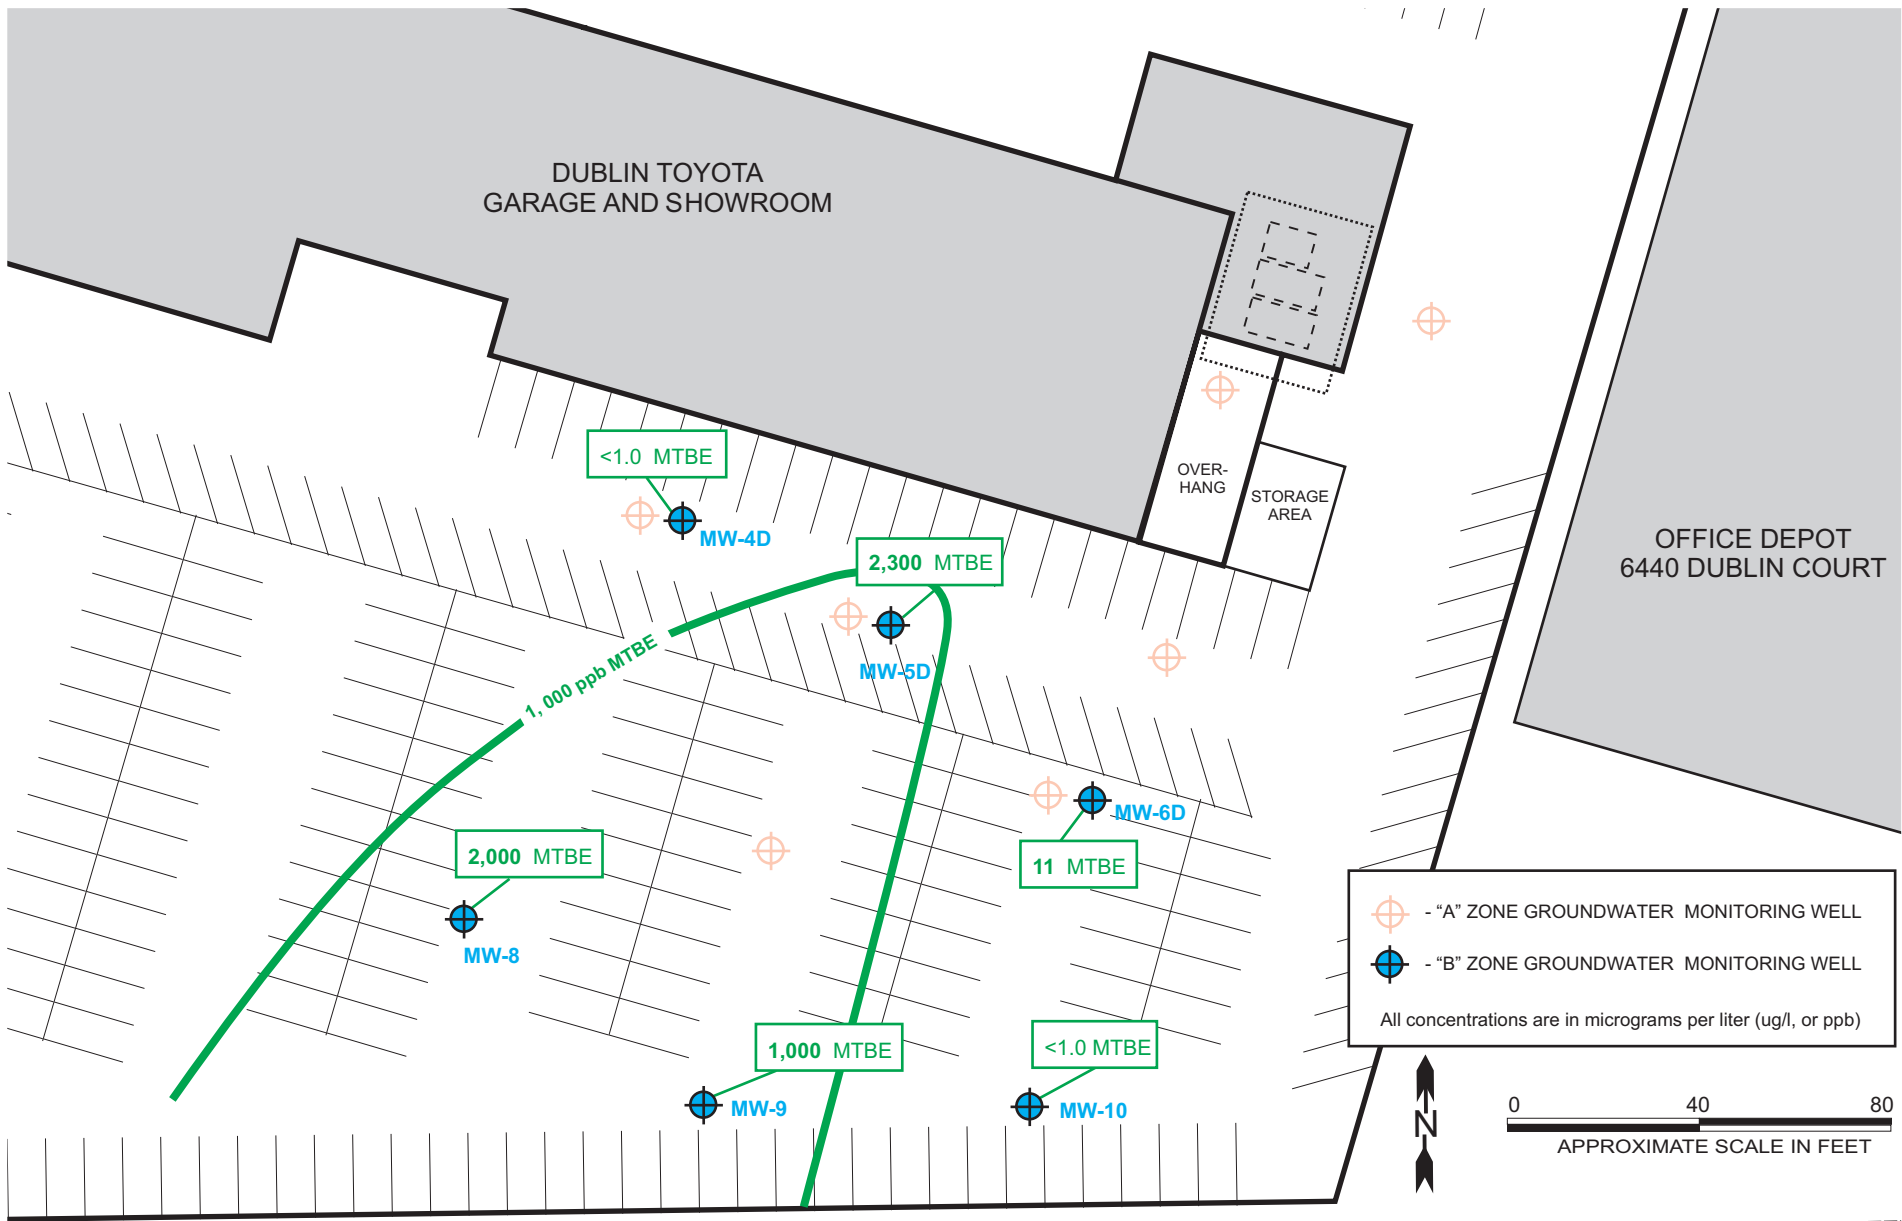 DUBLIN TOYOTA
GARAGE AND SHOWROOM
OVER-
HANG
STORAGE
AREA
OFFICE DEPOT
6440 DUBLIN COURT
<1.0 MTBE
MW-4D
2,300 MTBE
MW-5D
1, 000 ppb MTBE
MW-6D
11 MTBE
2,000 MTBE
MW-8
1,000 MTBE
MW-9
<1.0 MTBE
MW-10
- “A” ZONE GROUNDWATER MONITORING WELL
- “B” ZONE GROUNDWATER MONITORING WELL
All concentrations are in micrograms per liter (ug/l, or ppb)
N
0 40 80
APPROXIMATE SCALE IN FEET